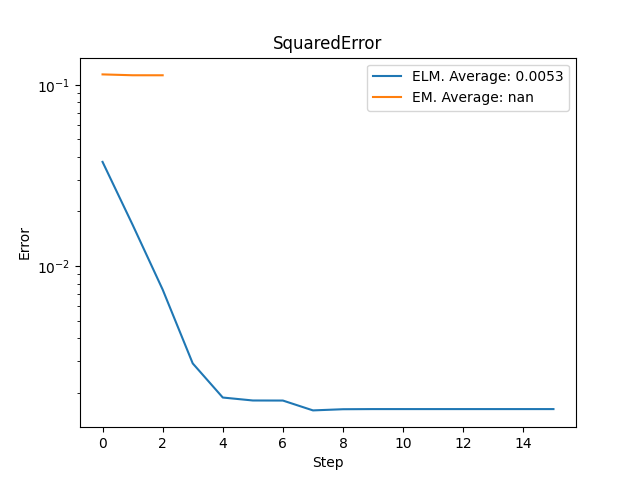 SquaredError
ELM. Average: 0.0053
EM. Average: nan
10⁻¹
10⁻²
Error
0 2 4 6 8 10 12 14
Step